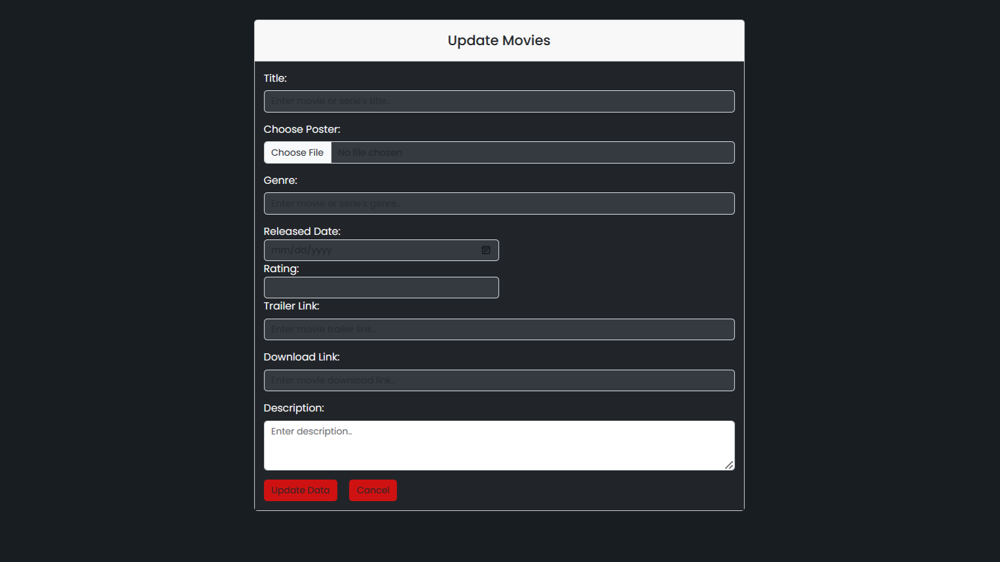 Update Movies
Title:
Enter movie or serie's title..
Choose Poster:
Choose File No file chosen
Genre:
Enter movie or serie's genre..
Released Date:
mm/dd/yyyy
Rating:
Trailer Link:
Enter movie trailer link..
Download Link:
Enter movie download link..
Description:
Enter description..
Update Data Cancel